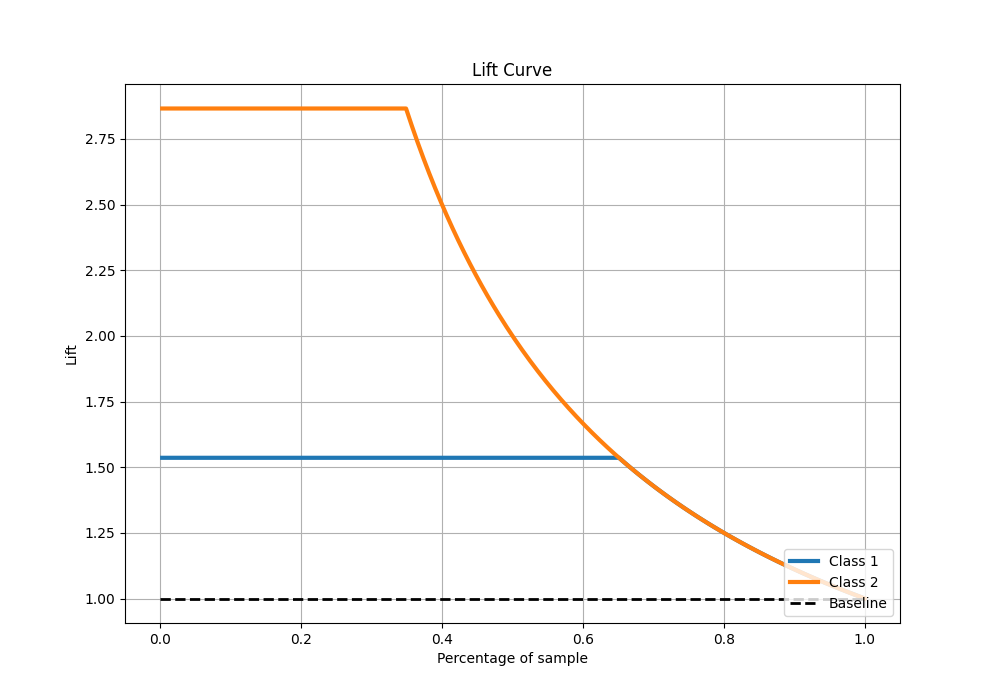 Lift Curve
Lift
2.75
2.50
2.25
2.00
1.75
1.50
1.25
1.00
0.0 0.2 0.4 0.6 0.8 1.0
Percentage of sample
Class 1
Class 2
Baseline